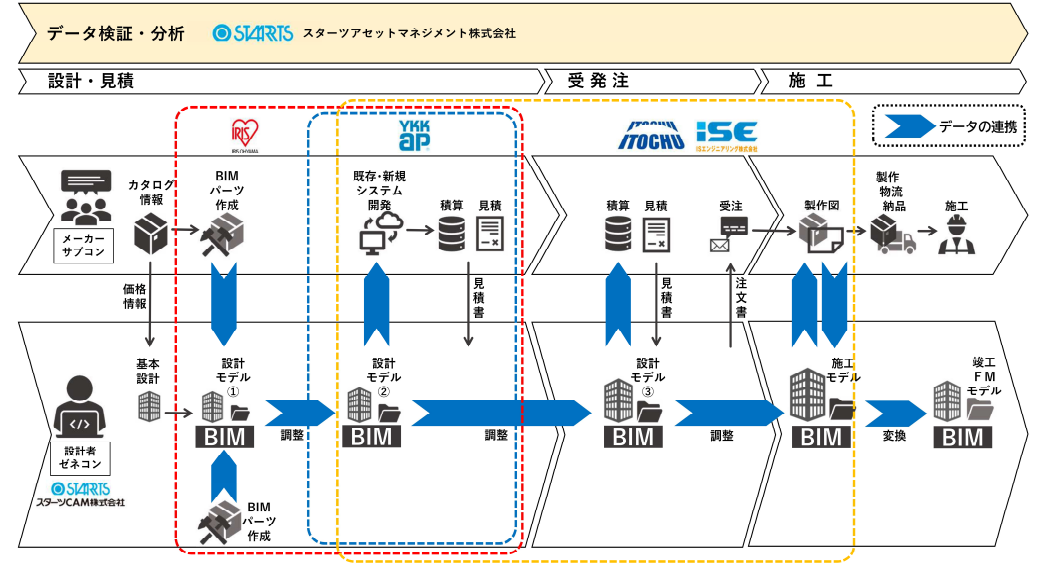 データ検証・分析
STARTS
スターツアセットマネジメント株式会社
設計・見積
受発注
施工
データの連携
IRIS
IRIS OHYAMA
YKK
ap
ITOCHU
ITOCHU
iSE
ISエンジニアリング株式会社
メーカー
サブコン
カタログ
情報
BIM
パーツ
作成
既存・新規
システム
開発
積算
見積
積算
見積
受注
製作図
製作
物流
納品
施工
価格
情報
見積書
見積書
注文書
設計者
ゼネコン
STARTS
スターツCAM株式会社
基本
設計
設計
モデル
①
BIM
調整
設計
モデル
②
BIM
調整
設計
モデル
③
BIM
調整
施工
モデル
BIM
変換
竣工
FM
モデル
BIM
BIM
パーツ
作成